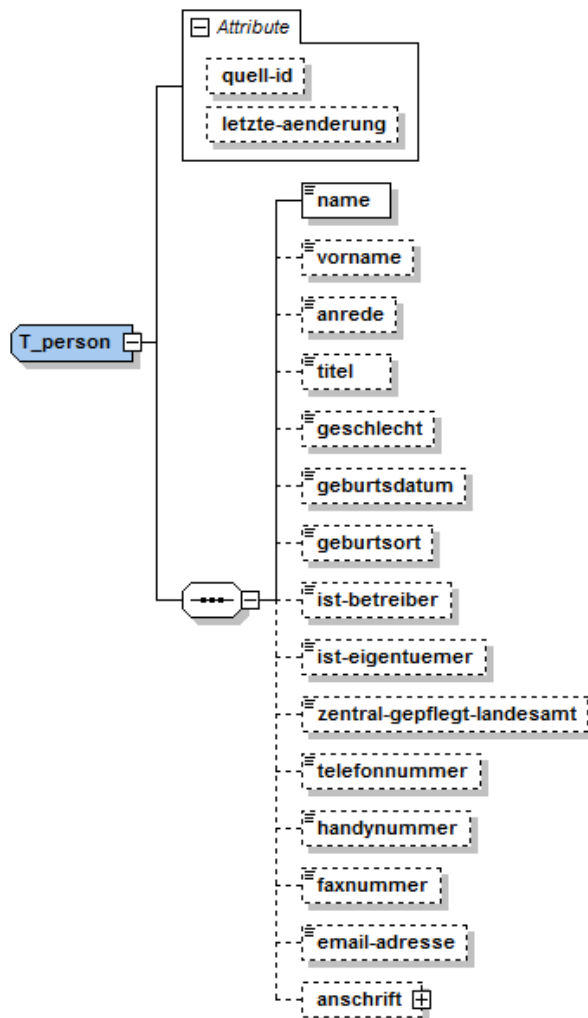 Attribute
quell-id
letzte-aenderung
name
vorname
anrede
T_person
titel
geschlecht
geburtsdatum
geburtsort
ist-betreiber
ist-eigentuemer
zentral-gepflegt-landesamt
telefonnummer
handynummer
faxnummer
email-adresse
anschrift